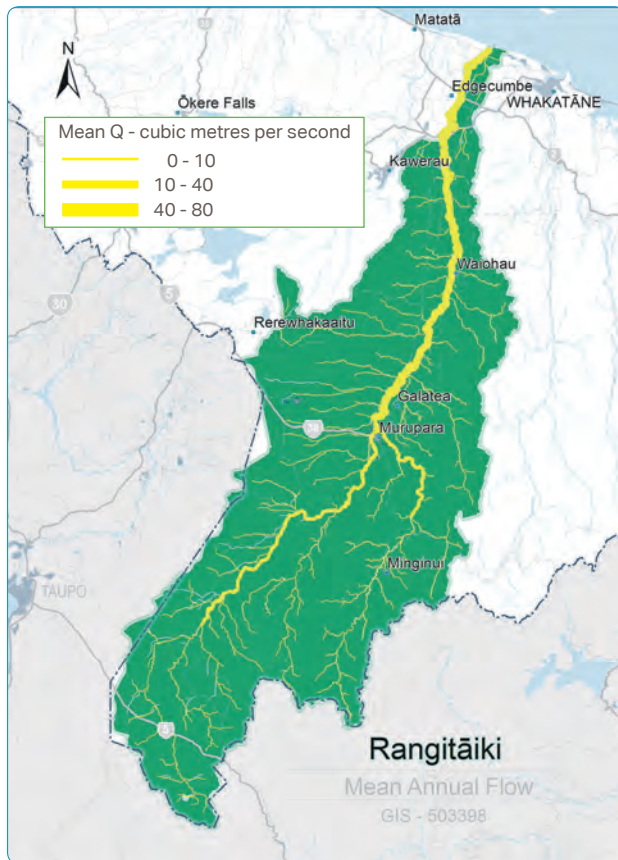 Matatā
N
Edgecumbe
WHAKATĀNE
Ōkere Falls
Mean Q - cubic metres per second
0 - 10
10 - 40
40 - 80
Kawerau
Waiohau
5
30
Rerewhakaaitu
Galatea
38
Murupara
Minginui
TAUPO
5
Rangitāiki
Mean Annual Flow
GIS - 503398